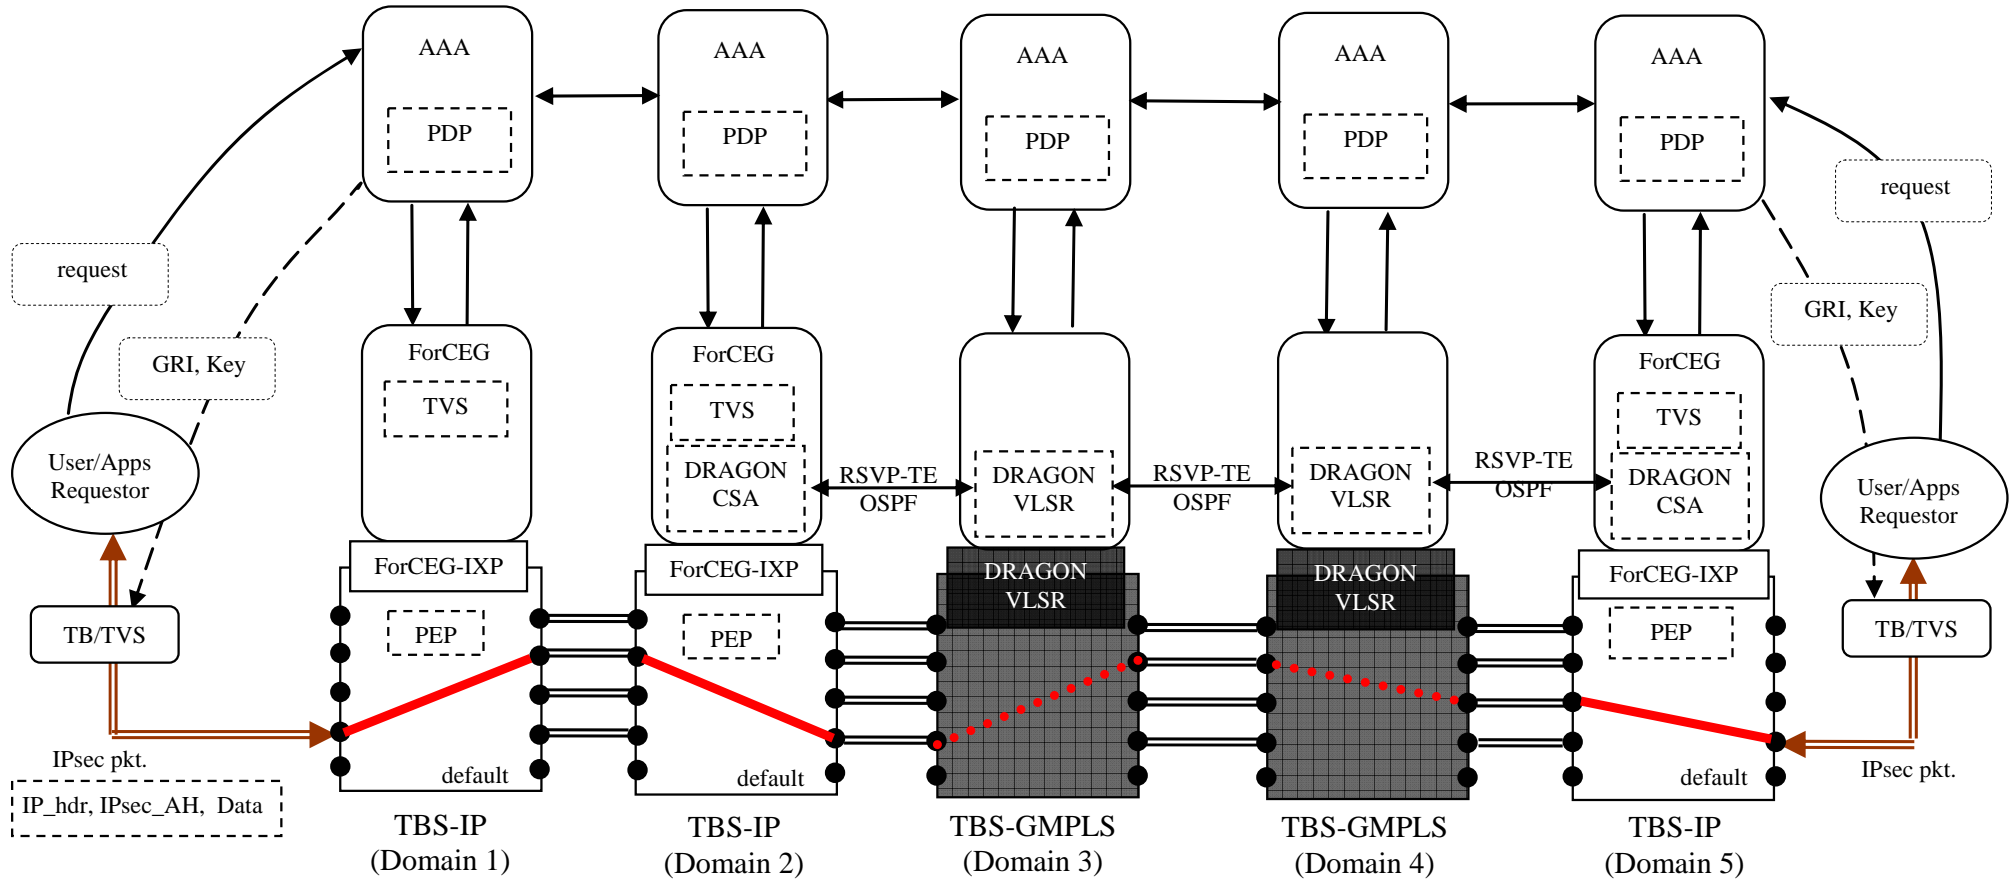 AAA
AAA
AAA
AAA
AAA
PDP
PDP
PDP
PDP
PDP
request
request
GRI, Key
GRI, Key
ForCEG
TVS
ForCEG
TVS
DRAGON
CSA
RSVP-TE
OSPF
DRAGON
VLSR
RSVP-TE
OSPF
DRAGON
VLSR
RSVP-TE
OSPF
ForCEG
TVS
DRAGON
CSA
User/Apps
Requestor
User/Apps
Requestor
ForCEG-IXP
ForCEG-IXP
DRAGON
VLSR
DRAGON
VLSR
ForCEG-IXP
TB/TVS
PEP
PEP
PEP
TB/TVS
IPsec pkt.
default
default
default
IPsec pkt.
IP_hdr, IPsec_AH, Data
TBS-IP
(Domain 1)
TBS-IP
(Domain 2)
TBS-GMPLS
(Domain 3)
TBS-GMPLS
(Domain 4)
TBS-IP
(Domain 5)